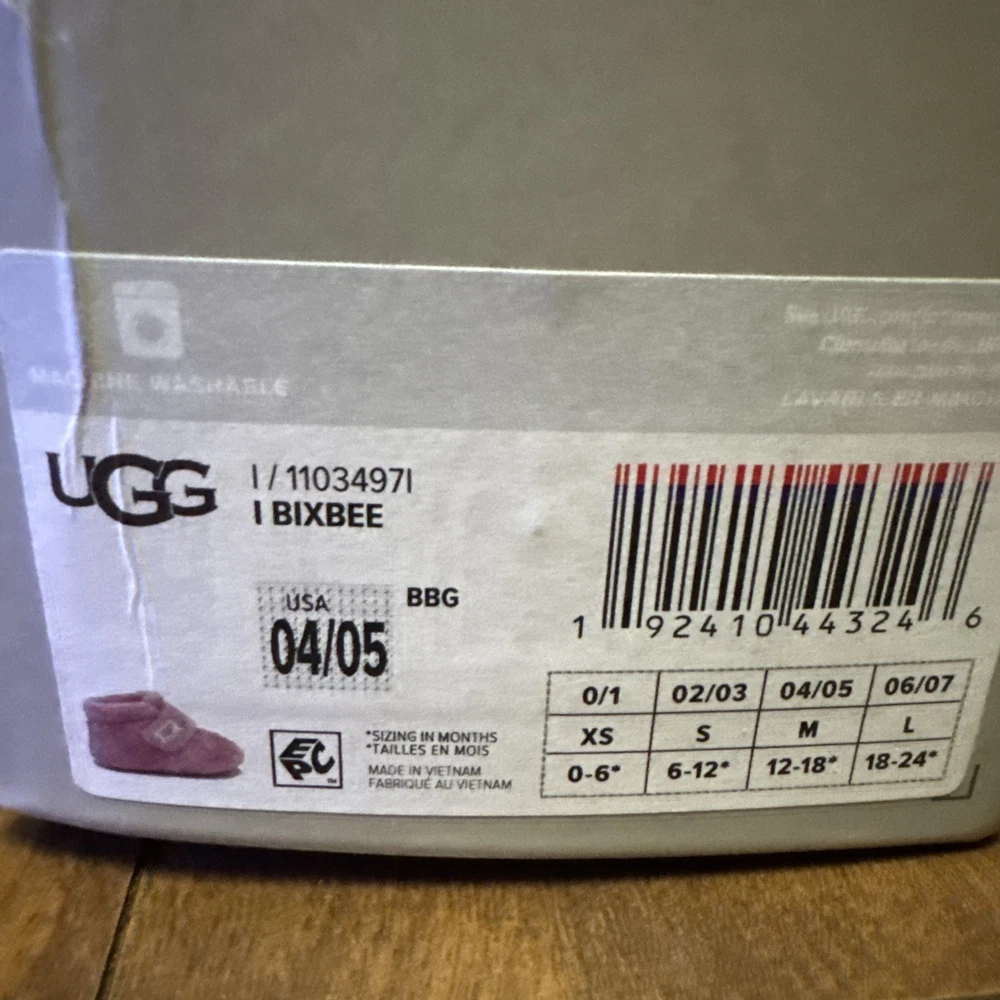 MACHINE WASHABLE
UGG
I / 1103497I
I BIXBEE
USA
04/05
BBG
1 92410 44324 6
0/1 02/03 04/05 06/07
XS S M L
0-6* 6-12* 12-18* 18-24*
EPC
TM
*SIZING IN MONTHS
*TAILLES EN MOIS
MADE IN VIETNAM
FABRIQUÉ AU VIETNAM